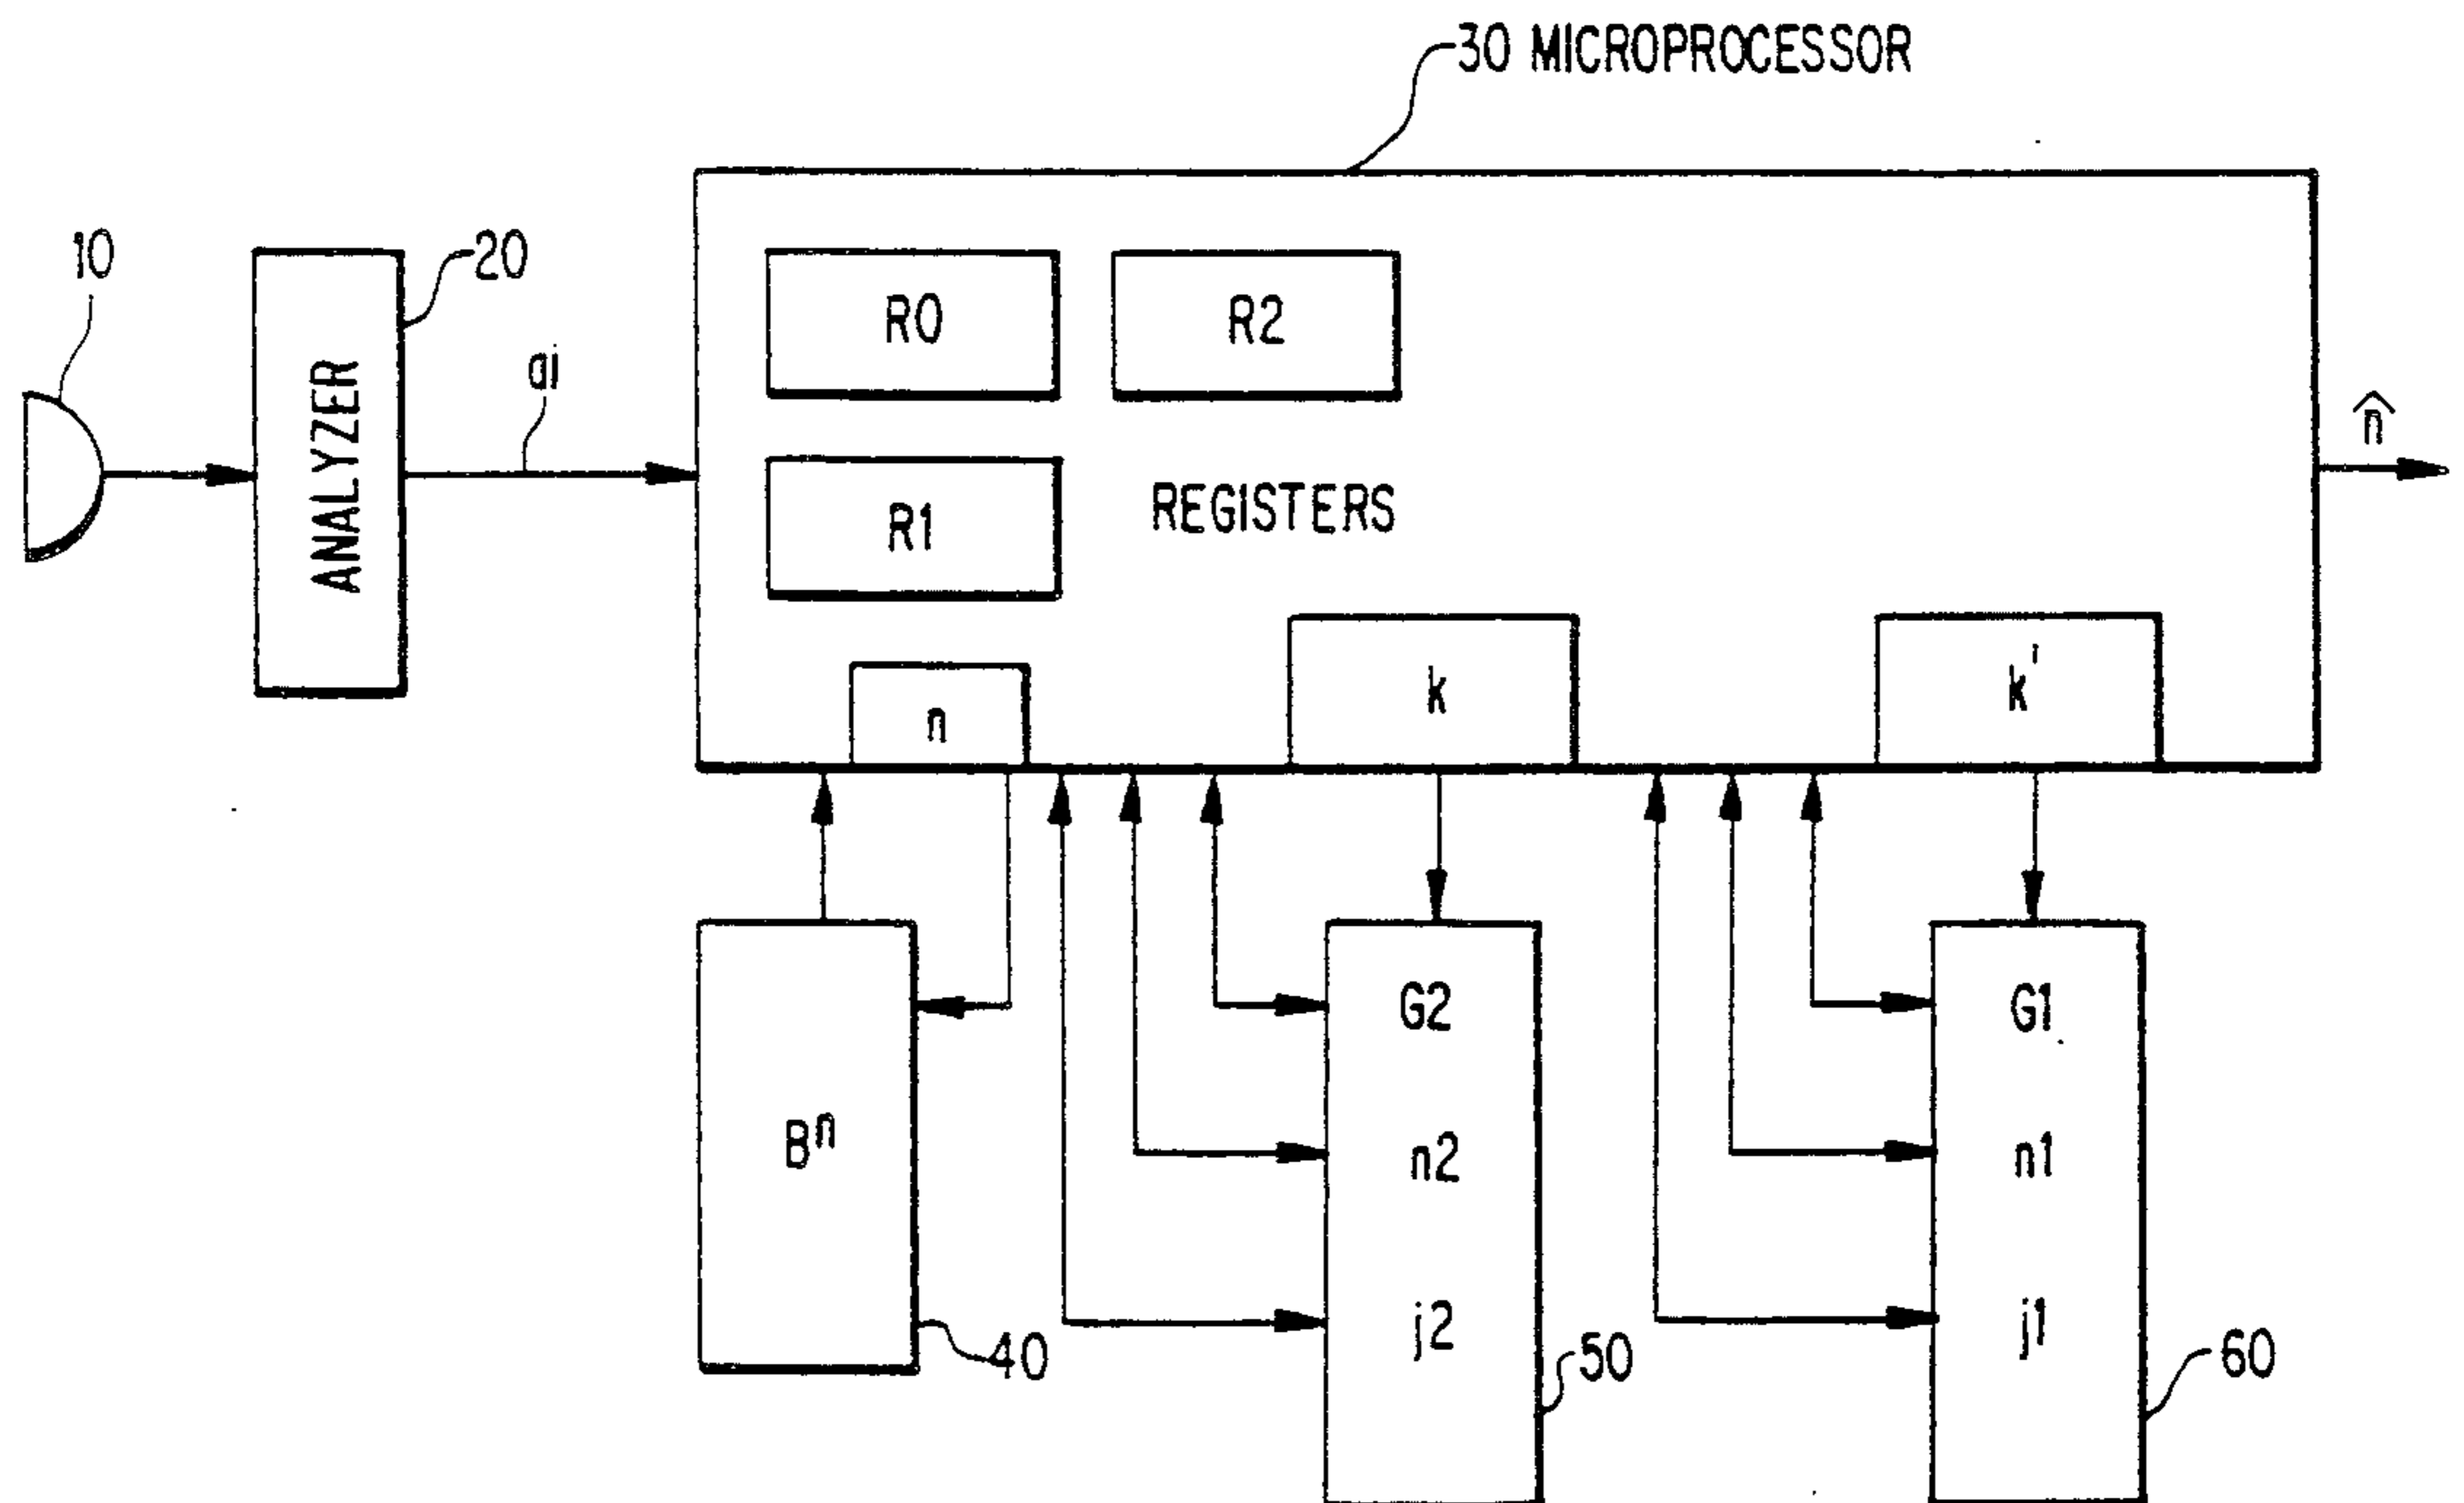 30 MICROPROCESSOR
10
20
ANALYZER
ai
R0
R2
R1
REGISTERS
n̂
n
k
k'
Bⁿ
G2
n2
j2
G1
n1
j1
40
50
60